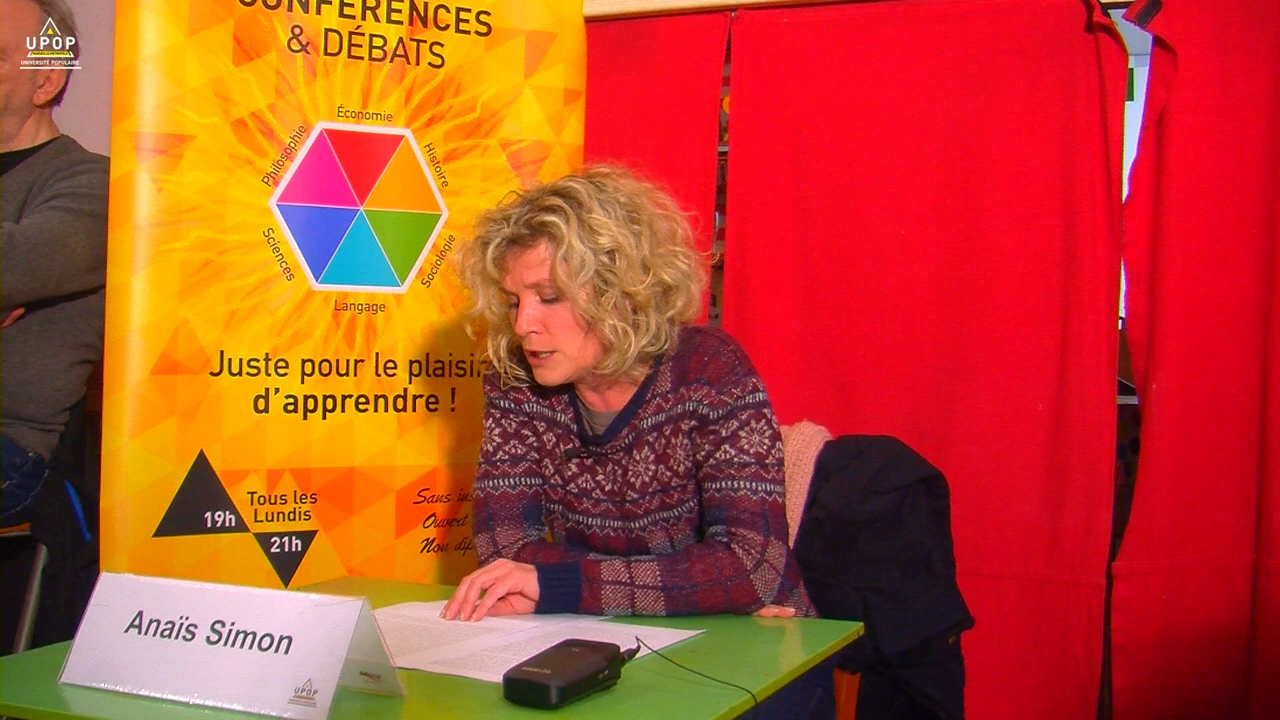 UPOP
UNIVERSITÉ POPULAIRE
CONFÉRENCES
& DÉBATS
Économie
Philosophie
Histoire
Sciences
Sociologie
Langage
Juste pour le plaisir
d'apprendre !
19h
Tous les
Lundis
21h
Sans
Ouvert
Non
Anaïs Simon
UPOP